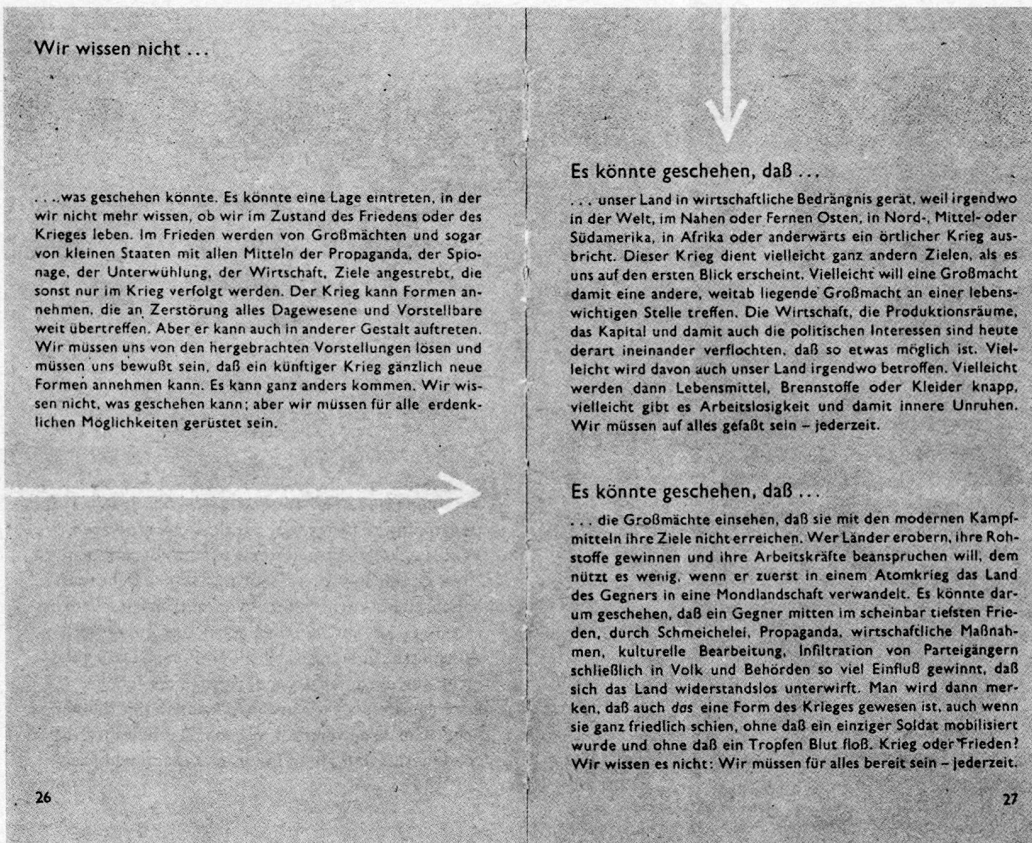 Wir wissen nicht ...
. . . was geschehen könnte. Es könnte eine Lage eintreten, in der
wir nicht mehr wissen, ob wir im Zustand des Friedens oder des
Krieges leben. Im Frieden werden von Großmächten und sogar
von kleinen Staaten mit allen Mitteln der Propaganda, der Spio-
nage, der Unterwühlung, der Wirtschaft, Ziele angestrebt, die
sonst nur im Krieg verfolgt werden. Der Krieg kann Formen an-
nehmen, die an Zerstörung alles Dagewesene und Vorstellbare
weit übertreffen. Aber er kann auch in anderer Gestalt auftreten.
Wir müssen uns von den hergebrachten Vorstellungen lösen und
müssen uns bewußt sein, daß ein künftiger Krieg gänzlich neue
Formen annehmen kann. Es kann ganz anders kommen. Wir wis-
sen nicht, was geschehen kann; aber wir müssen für alle erdenk-
lichen Möglichkeiten gerüstet sein.
26
Es könnte geschehen, daß ...
. . . unser Land in wirtschaftliche Bedrängnis gerät, weil irgendwo
in der Welt, im Nahen oder Fernen Osten, in Nord-, Mittel- oder
Südamerika, in Afrika oder anderwärts ein örtlicher Krieg aus-
bricht. Dieser Krieg dient vielleicht ganz andern Zielen, als es
uns auf den ersten Blick erscheint. Vielleicht will eine Großmacht
damit eine andere, weitab liegende Großmacht an einer lebens-
wichtigen Stelle treffen. Die Wirtschaft, die Produktionsräume,
das Kapital und damit auch die politischen Interessen sind heute
derart ineinander verflochten, daß so etwas möglich ist. Viel-
leicht wird davon auch unser Land irgendwo betroffen. Vielleicht
werden dann Lebensmittel, Brennstoffe oder Kleider knapp,
vielleicht gibt es Arbeitslosigkeit und damit innere Unruhen.
Wir müssen auf alles gefaßt sein – jederzeit.
Es könnte geschehen, daß ...
. . . die Großmächte einsehen, daß sie mit den modernen Kampf-
mitteln ihre Ziele nicht erreichen. Wer Länder erobern, ihre Roh-
stoffe gewinnen und ihre Arbeitskräfte beanspruchen will, dem
nützt es wenig, wenn er zuerst in einem Atomkrieg das Land
des Gegners in eine Mondlandschaft verwandelt. Es könnte dar-
um geschehen, daß ein Gegner mitten im scheinbar tiefsten Frie-
den, durch Schmeichelei, Propaganda, wirtschaftliche Maßnah-
men, kulturelle Bearbeitung, Infiltration von Parteigängern
schließlich in Volk und Behörden so viel Einfluß gewinnt, daß
sich das Land widerstandslos unterwirft. Man wird dann mer-
ken, daß auch das eine Form des Krieges gewesen ist, auch wenn
sie ganz friedlich schien, ohne daß ein einziger Soldat mobilisiert
wurde und ohne daß ein Tropfen Blut floß. Krieg oder Frieden?
Wir wissen es nicht: Wir müssen für alles bereit sein – jederzeit.
27